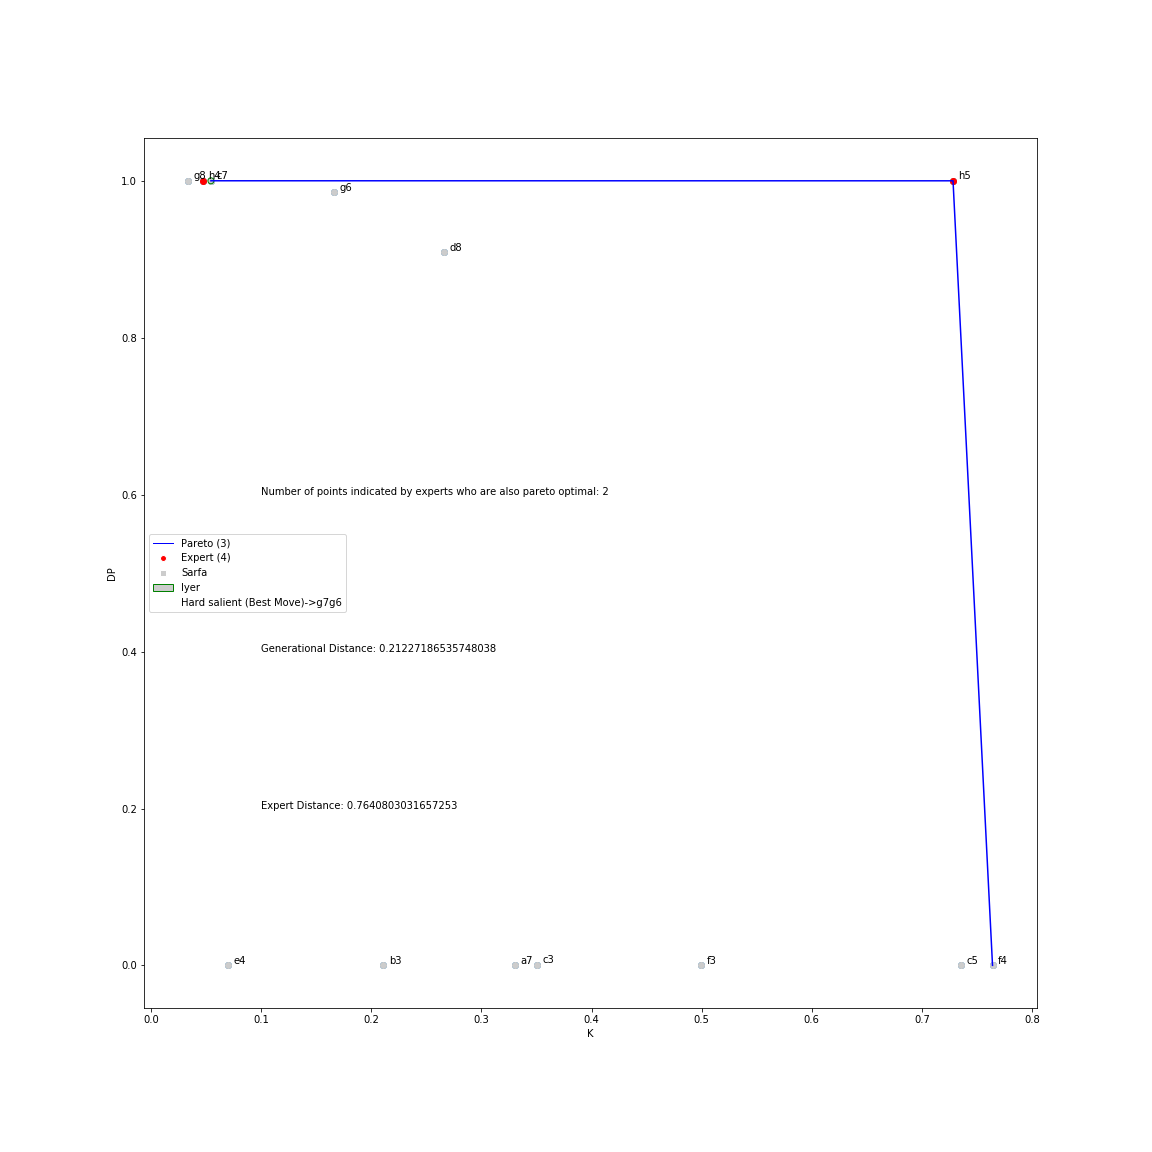 1.0
g8
h5
g6
d8
0.8
0.6
Number of points indicated by experts who are also pareto optimal: 2
DP
Pareto (3)
Expert (4)
Sarfa
Iyer
Hard salient (Best Move)->g7g6
0.4
Generational Distance: 0.21227186535748038
0.2
Expert Distance: 0.7640803031657253
0.0
e4
b3
a7
c3
f3
c5
f4
0.0 0.1 0.2 0.3 0.4 0.5 0.6 0.7 0.8
K